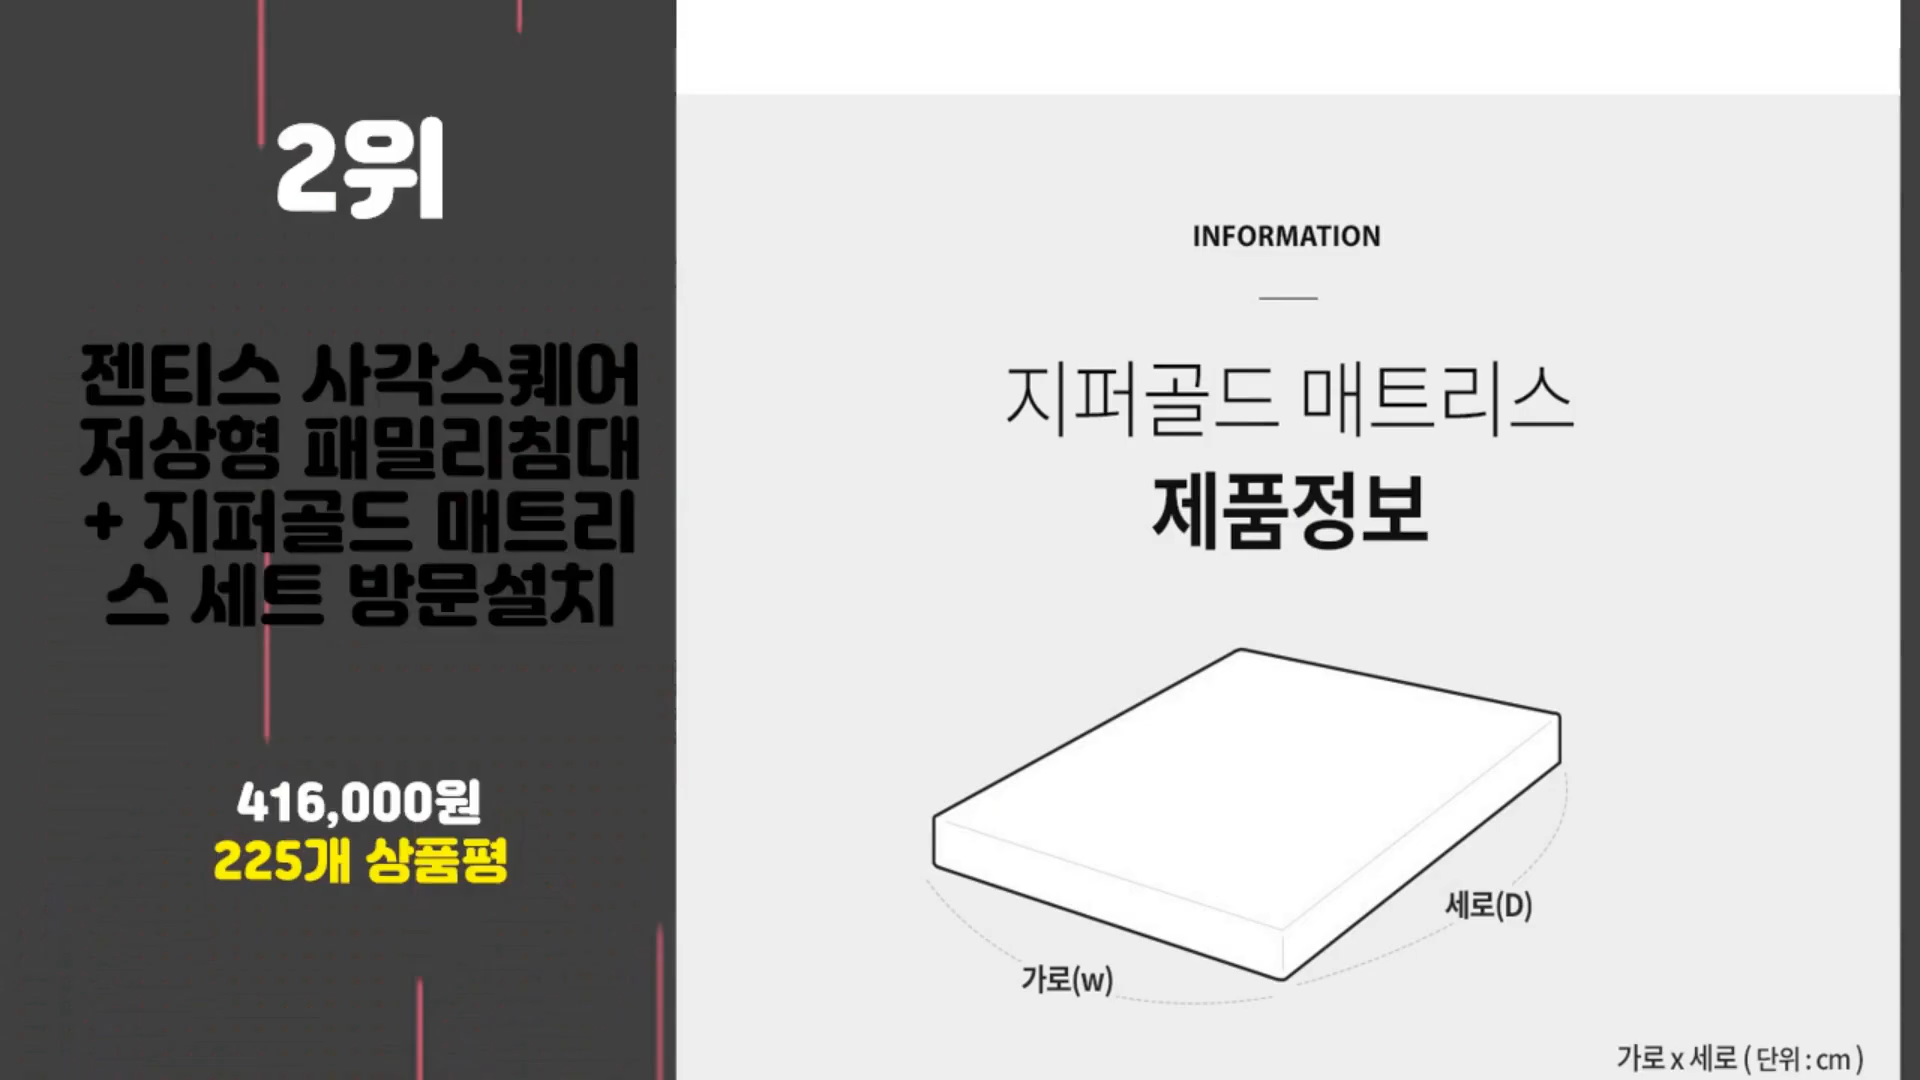 2위
젠티스 사각스퀘어
저상형 패밀리침대
+ 지퍼골드 매트리
스 세트 방문설치
416,000원
225개 상품평
INFORMATION
지퍼골드 매트리스
제품정보
세로(D)
가로(w)
가로 x 세로 ( 단위 : cm )